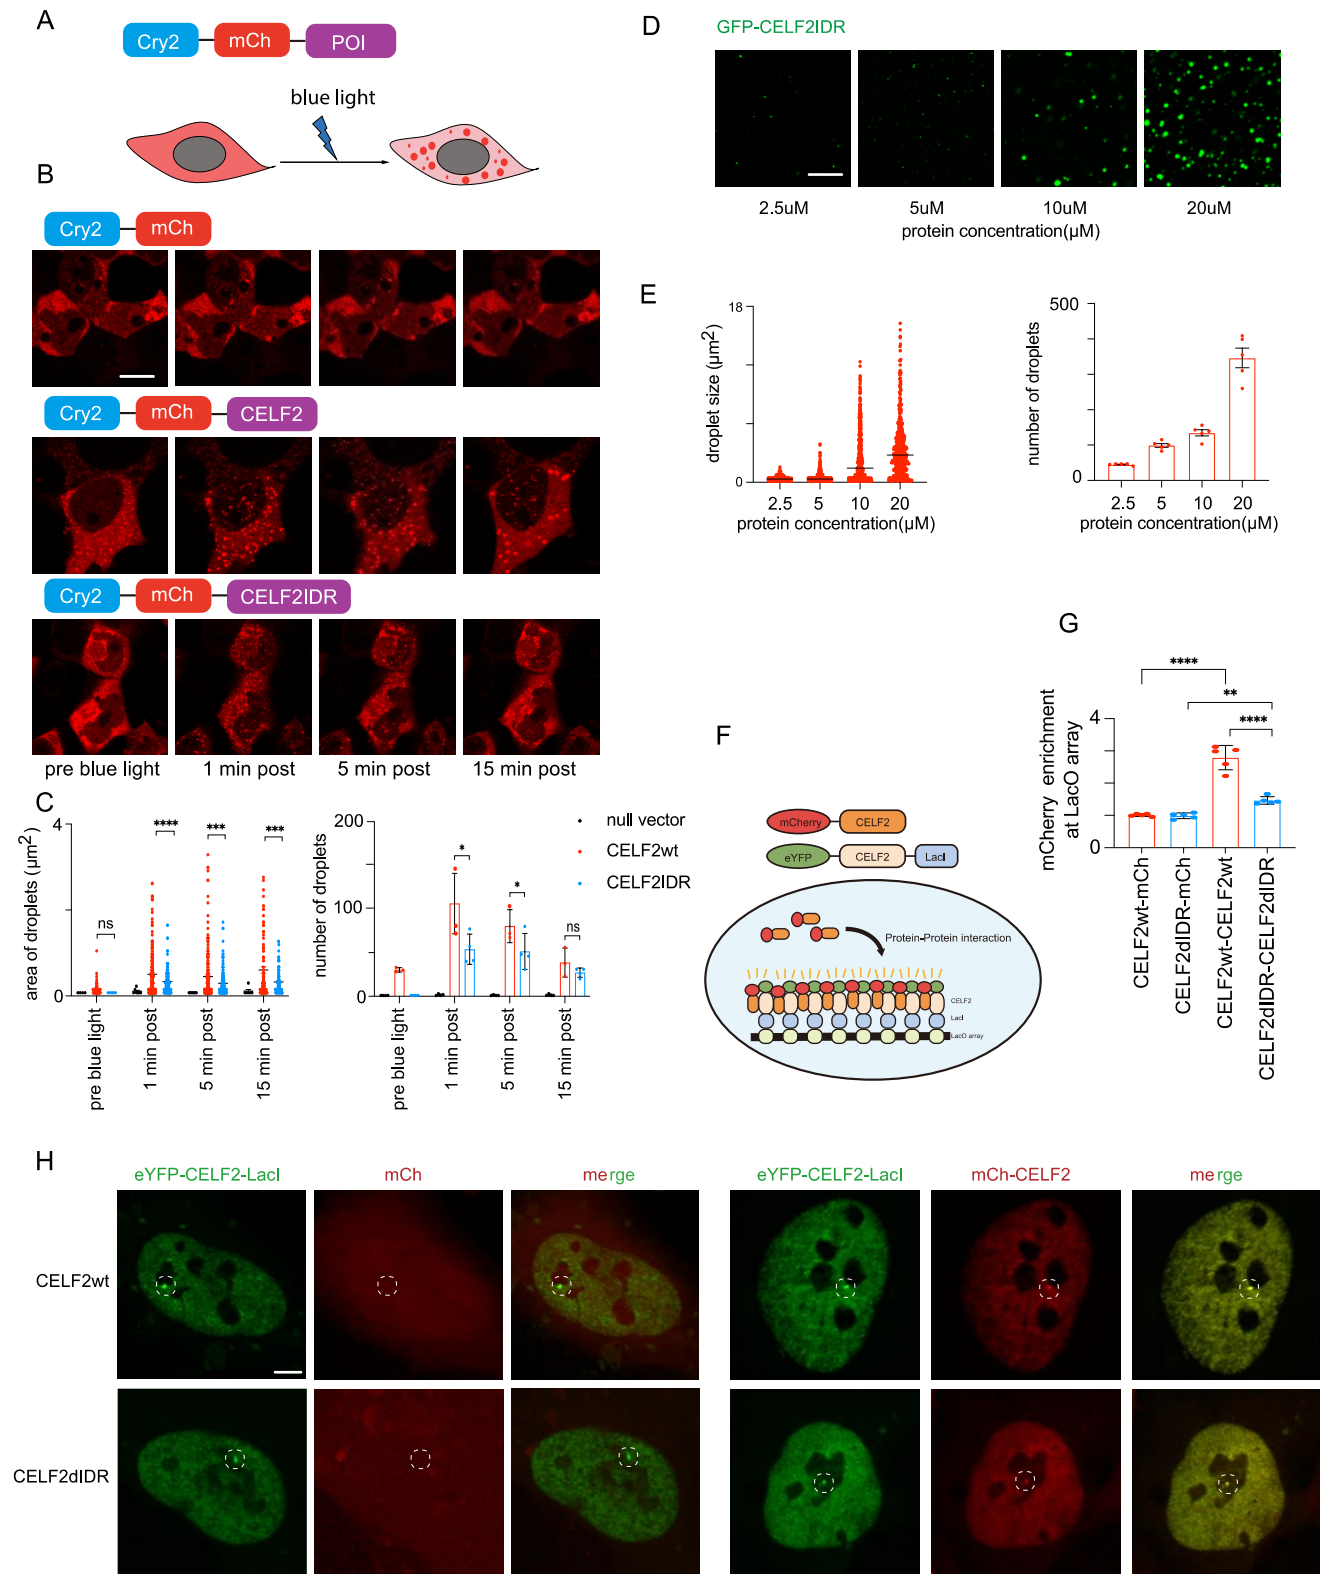 A
Cry2 mCh POI
blue light
B
Cry2 mCh
Cry2 mCh CELF2
Cry2 mCh CELF2IDR
pre blue light 1 min post 5 min post 15 min post
C
area of droplets (μm²)
4
0
ns **** *** ***
pre blue light 1 min post 5 min post 15 min post
number of droplets
200
100
0
* * ns
pre blue light 1 min post 5 min post 15 min post
null vector
CELF2wt
CELF2IDR
D
GFP-CELF2IDR
2.5uM 5uM 10uM 20uM
protein concentration(μM)
E
droplet size (μm²)
18
0
2.5 5 10 20
protein concentration(μM)
number of droplets
500
0
2.5 5 10 20
protein concentration(μM)
F
mCherry CELF2
eYFP CELF2 LacI
Protein-Protein interaction
CELF2
LacI
LacO array
G
mCherry enrichment
at LacO array
4
2
0
****
**
****
CELF2wt-mCh
CELF2dIDR-mCh
CELF2wt-CELF2wt
CELF2dIDR-CELF2dIDR
H
eYFP-CELF2-LacI mCh merge eYFP-CELF2-LacI mCh-CELF2 merge
CELF2wt
CELF2dIDR